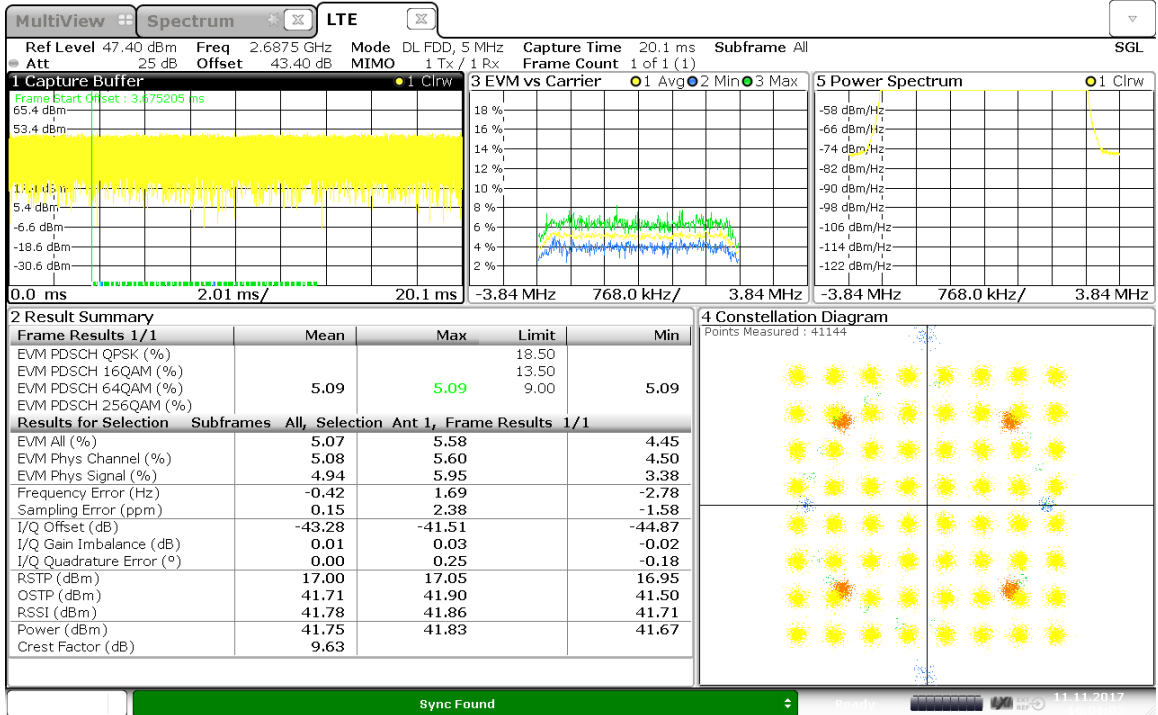 MultiView Spectrum LTE
Ref Level 47.40 dBm Freq 2.6875 GHz Mode DL FDD, 5 MHz Capture Time 20.1 ms Subframe All SGL
Att 25 dB Offset 43.40 dB MIMO 1 Tx / 1 Rx Frame Count 1 of 1 (1)
1 Capture Buffer 1 Clrw
Frame Start Offset : 3.675205 ms
65.4 dBm
53.4 dBm
5.4 dBm
-6.6 dBm
-18.6 dBm
-30.6 dBm
0.0 ms 2.01 ms/ 20.1 ms
3 EVM vs Carrier 1 Avg 2 Min 3 Max
18 %
16 %
14 %
12 %
10 %
8 %
6 %
4 %
2 %
-3.84 MHz 768.0 kHz/ 3.84 MHz
5 Power Spectrum 1 Clrw
-58 dBm/Hz
-66 dBm/Hz
-74 dBm/Hz
-82 dBm/Hz
-90 dBm/Hz
-98 dBm/Hz
-106 dBm/Hz
-114 dBm/Hz
-122 dBm/Hz
-3.84 MHz 768.0 kHz/ 3.84 MHz
2 Result Summary
Frame Results 1/1 Mean Max Limit Min
EVM PDSCH QPSK (%) 18.50
EVM PDSCH 16QAM (%) 13.50
EVM PDSCH 64QAM (%) 5.09 5.09 9.00 5.09
EVM PDSCH 256QAM (%)
Results for Selection Subframes All, Selection Ant 1, Frame Results 1/1
EVM All (%) 5.07 5.58 4.45
EVM Phys Channel (%) 5.08 5.60 4.50
EVM Phys Signal (%) 4.94 5.95 3.38
Frequency Error (Hz) -0.42 1.69 -2.78
Sampling Error (ppm) 0.15 2.38 -1.58
I/Q Offset (dB) -43.28 -41.51 -44.87
I/Q Gain Imbalance (dB) 0.01 0.03 -0.02
I/Q Quadrature Error (°) 0.00 0.25 -0.18
RSTP (dBm) 17.00 17.05 16.95
OSTP (dBm) 41.71 41.90 41.50
RSSI (dBm) 41.78 41.86 41.71
Power (dBm) 41.75 41.83 41.67
Crest Factor (dB) 9.63
4 Constellation Diagram
Points Measured : 41144
Sync Found
Ready
LXI
EXT
REF
11.11.2017